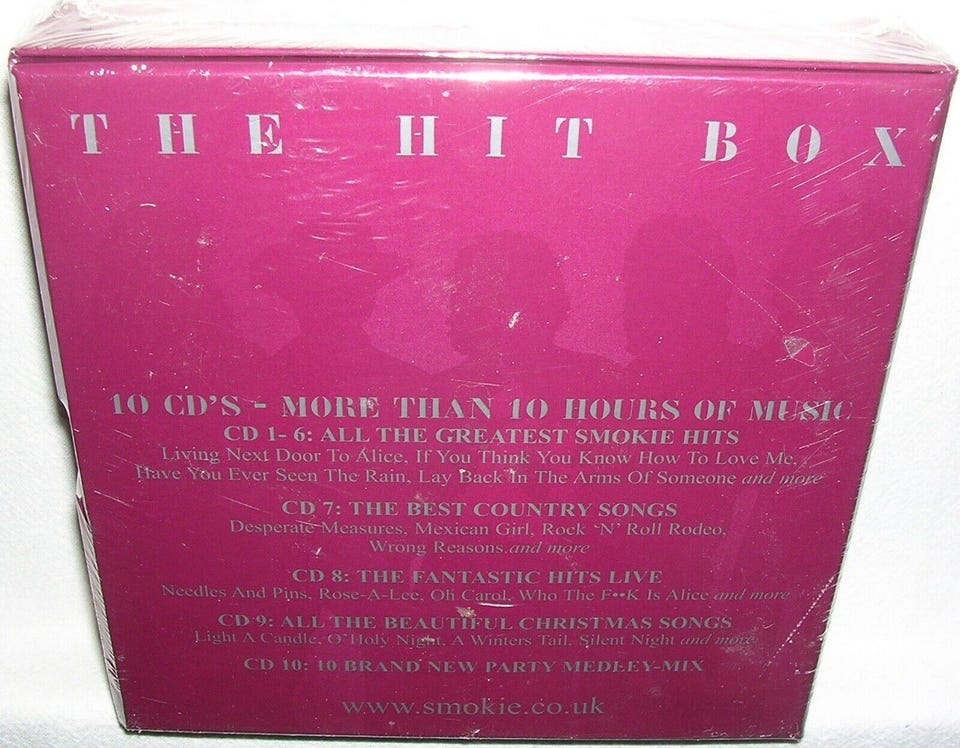 THE HIT BOX
10 CD'S - MORE THAN 10 HOURS OF MUSIC
CD 1- 6: ALL THE GREATEST SMOKIE HITS
Living Next Door To Alice, If You Think You Know How To Love Me,
Have You Ever Seen The Rain, Lay Back In The Arms Of Someone and more
CD 7: THE BEST COUNTRY SONGS
Desperate Measures, Mexican Girl, Rock 'N' Roll Rodeo,
Wrong Reasons and more
CD 8: THE FANTASTIC HITS LIVE
Needles And Pins, Rose-A-Lee, Oh Carol, Who The F••K Is Alice and more
CD 9: ALL THE BEAUTIFUL CHRISTMAS SONGS
Light A Candle, O'Holy Night, A Winters Tail, Silent Night and more
CD 10: 10 BRAND NEW PARTY MEDLEY-MIX
www.smokie.co.uk